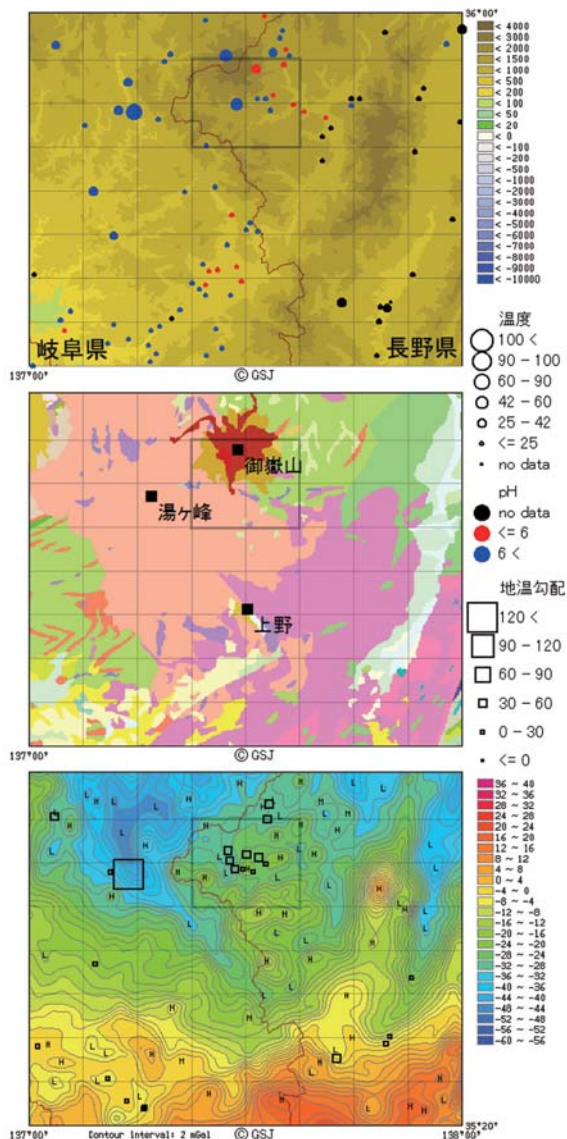 36°00'
< 4000
< 3000
< 2000
< 1500
< 1000
< 500
< 200
< 100
< 50
< 20
< 0
< -100
< -200
< -500
< -1000
< -2000
< -3000
< -4000
< -5000
< -6000
< -7000
< -8000
< -9000
< -10000
岐阜県
長野県
137°00'
© GSJ
温度
100 <
90 - 100
60 - 90
42 - 60
25 - 42
<= 25
no data
pH
no data
<= 6
6 <
御嶽山
湯ヶ峰
上野
137°00'
© GSJ
地温勾配
120 <
90 - 120
60 - 90
30 - 60
0 - 30
<= 0
36 ~ 40
32 ~ 36
28 ~ 32
24 ~ 28
20 ~ 24
16 ~ 20
12 ~ 16
8 ~ 12
4 ~ 8
0 ~ 4
-4 ~ 0
-8 ~ -4
-12 ~ -8
-16 ~ -12
-20 ~ -16
-24 ~ -20
-28 ~ -24
-32 ~ -28
-36 ~ -32
-40 ~ -36
-44 ~ -40
-48 ~ -44
-52 ~ -48
-56 ~ -52
-60 ~ -56
35°20'
137°00'
Contour Interval: 2 mGal
© GSJ
138°00'